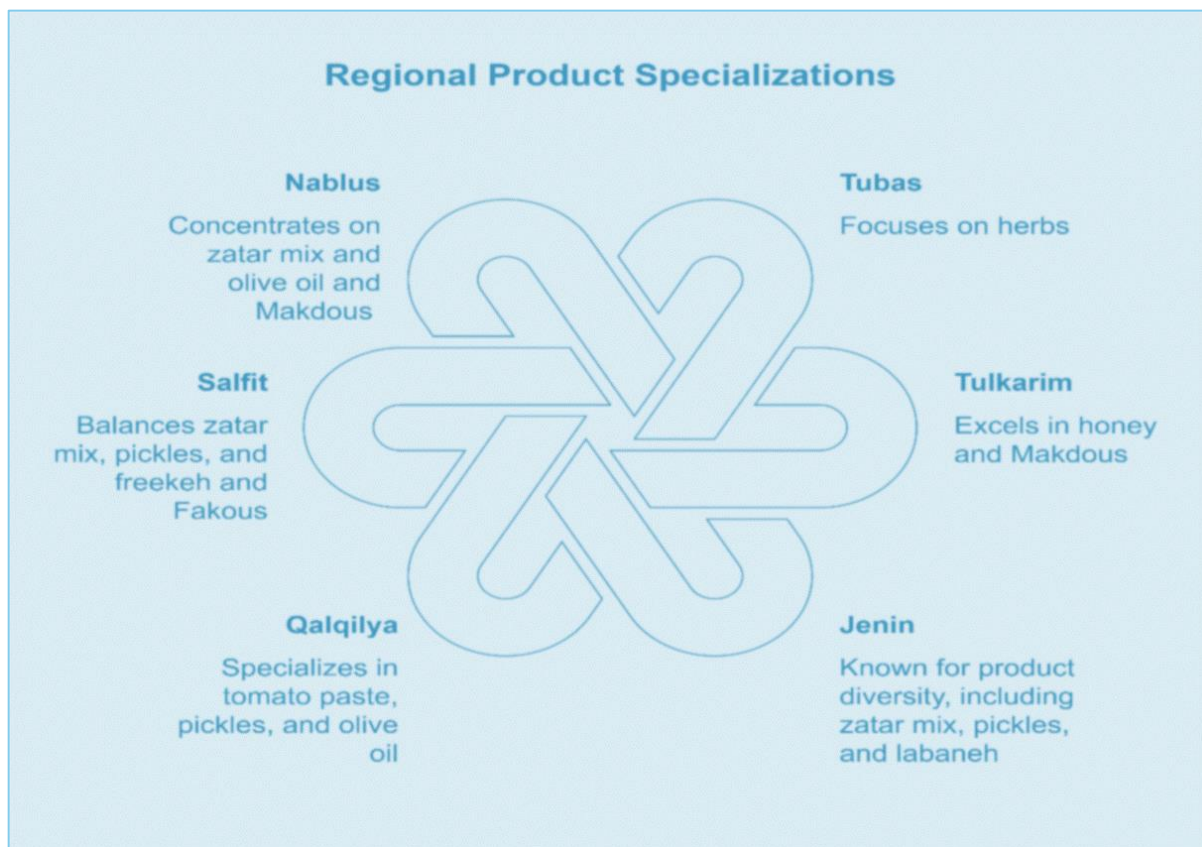 Regional Product Specializations
Nablus
Concentrates on
zatar mix and
olive oil and
Makdous
Tubas
Focuses on herbs
Salfit
Balances zatar
mix, pickles, and
freekeh and
Fakous
Tulkarim
Excels in honey
and Makdous
Qalqilya
Specializes in
tomato paste,
pickles, and olive
oil
Jenin
Known for product
diversity, including
zatar mix, pickles,
and labaneh